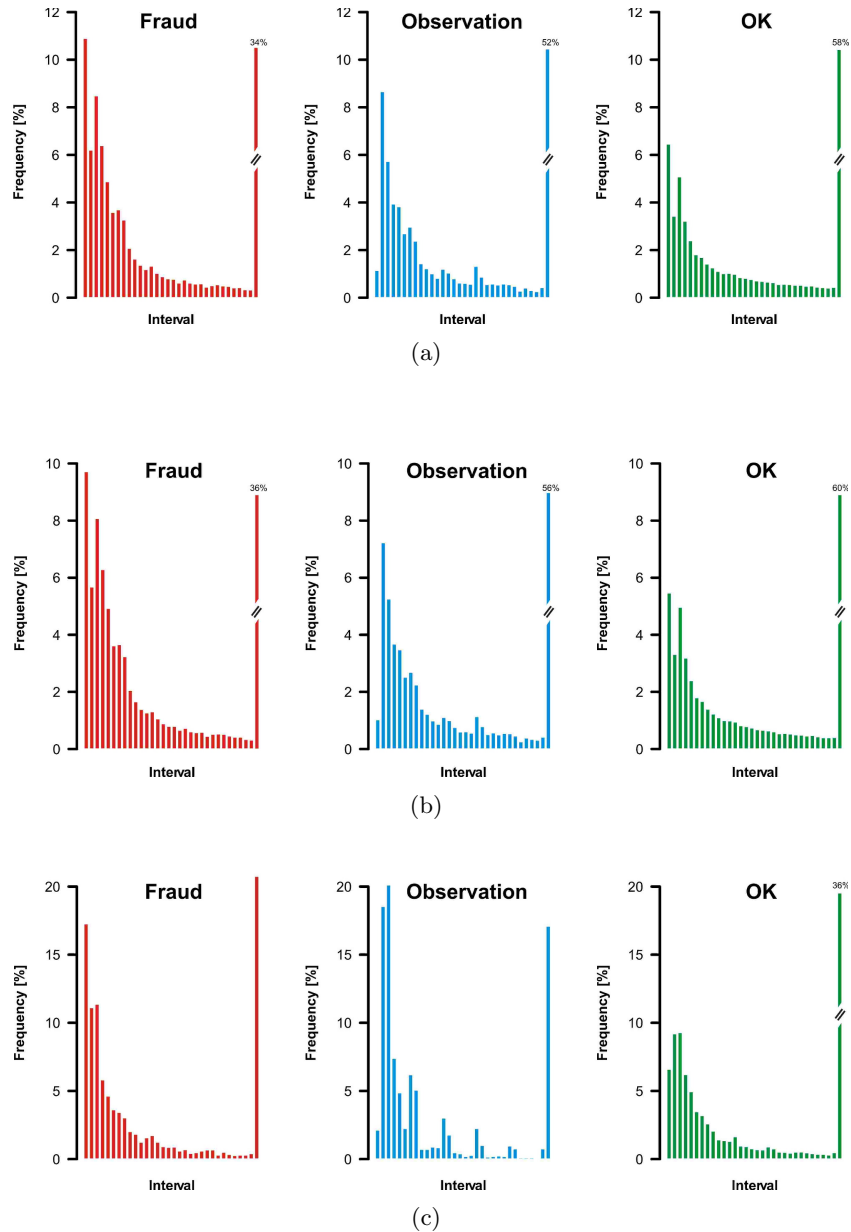 Fraud
Observation
OK
34%
52%
58%
12
10
8
6
4
2
0
Frequency [%]
12
10
8
6
4
2
0
Frequency [%]
12
10
8
6
4
2
0
Frequency [%]
Interval
Interval
Interval
(a)
Fraud
Observation
OK
36%
56%
60%
10
8
6
4
2
0
Frequency [%]
10
8
6
4
2
0
Frequency [%]
10
8
6
4
2
0
Frequency [%]
Interval
Interval
Interval
(b)
Fraud
Observation
OK
36%
20
15
10
5
0
Frequency [%]
20
15
10
5
0
Frequency [%]
20
15
10
5
0
Frequency [%]
Interval
Interval
Interval
(c)